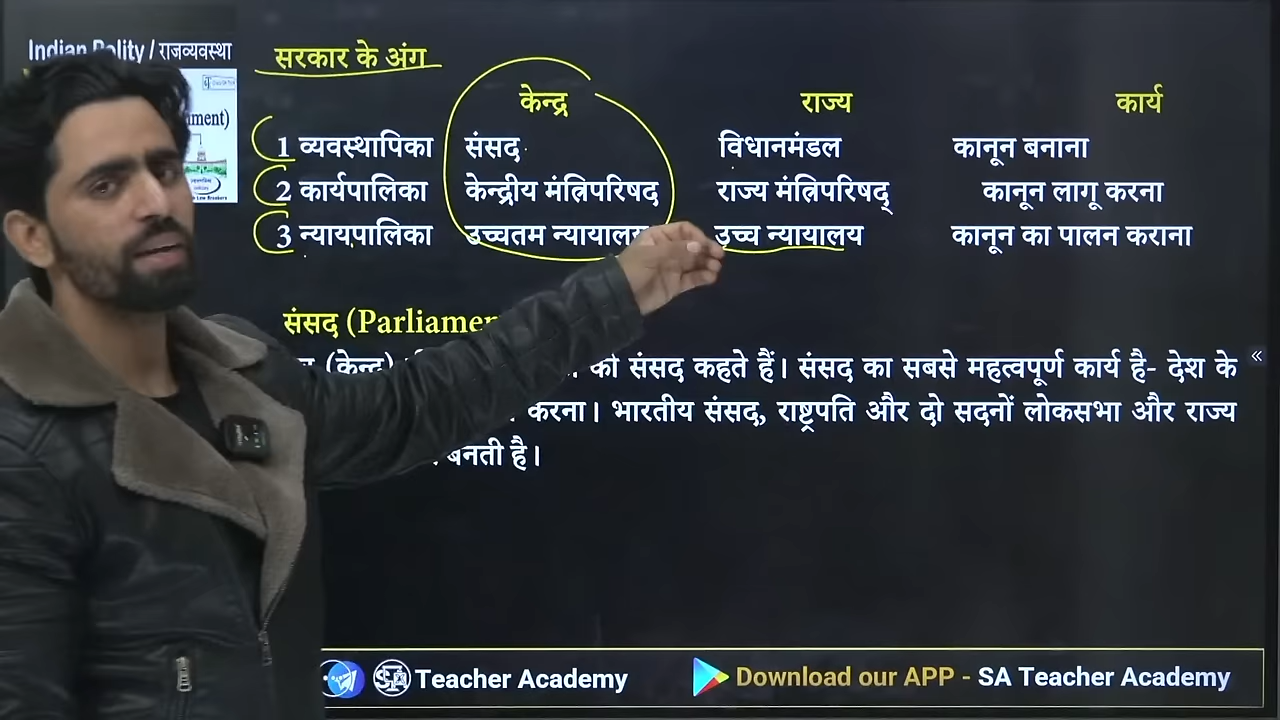 Indian Polity / राजव्यवस्था
सरकार के अंग
केन्द्र राज्य कार्य
1 व्यवस्थापिका संसद विधानमंडल कानून बनाना
2 कार्यपालिका केन्द्रीय मंत्रिपरिषद राज्य मंत्रिपरिषद् कानून लागू करना
3 न्यायपालिका उच्चतम न्यायालय उच्च न्यायालय कानून का पालन कराना
संसद (Parliament
(केन्द्र) को संसद कहते हैं। संसद का सबसे महत्वपूर्ण कार्य है- देश के
करना। भारतीय संसद, राष्ट्रपति और दो सदनों लोकसभा और राज्य
बनती है।
«
Teacher Academy
Download our APP - SA Teacher Academy